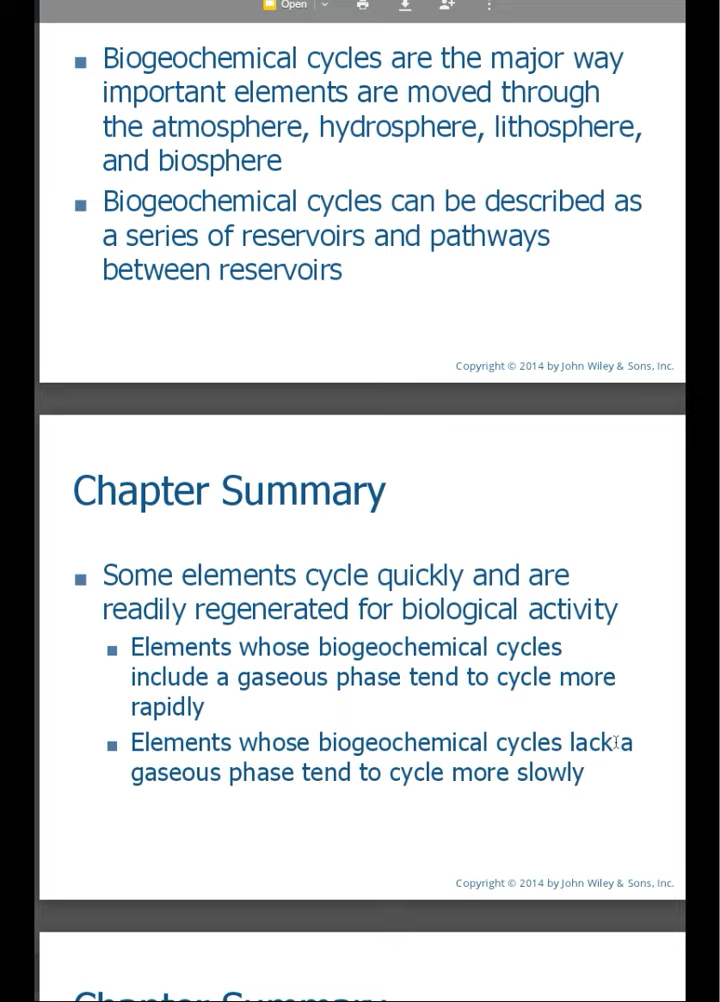 Open
Biogeochemical cycles are the major way
important elements are moved through
the atmosphere, hydrosphere, lithosphere,
and biosphere
Biogeochemical cycles can be described as
a series of reservoirs and pathways
between reservoirs
Copyright © 2014 by John Wiley & Sons, Inc.
Chapter Summary
Some elements cycle quickly and are
readily regenerated for biological activity
Elements whose biogeochemical cycles
include a gaseous phase tend to cycle more
rapidly
Elements whose biogeochemical cycles lack a
gaseous phase tend to cycle more slowly
Copyright © 2014 by John Wiley & Sons, Inc.
Chapter Summary